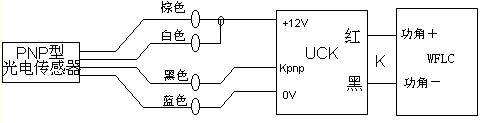 棕色
白色
PNP型
光电传感器
黑色
蓝色
+12V
UCK
Kpnp
0V
红
黑
K
功角+
WFLC
功角-